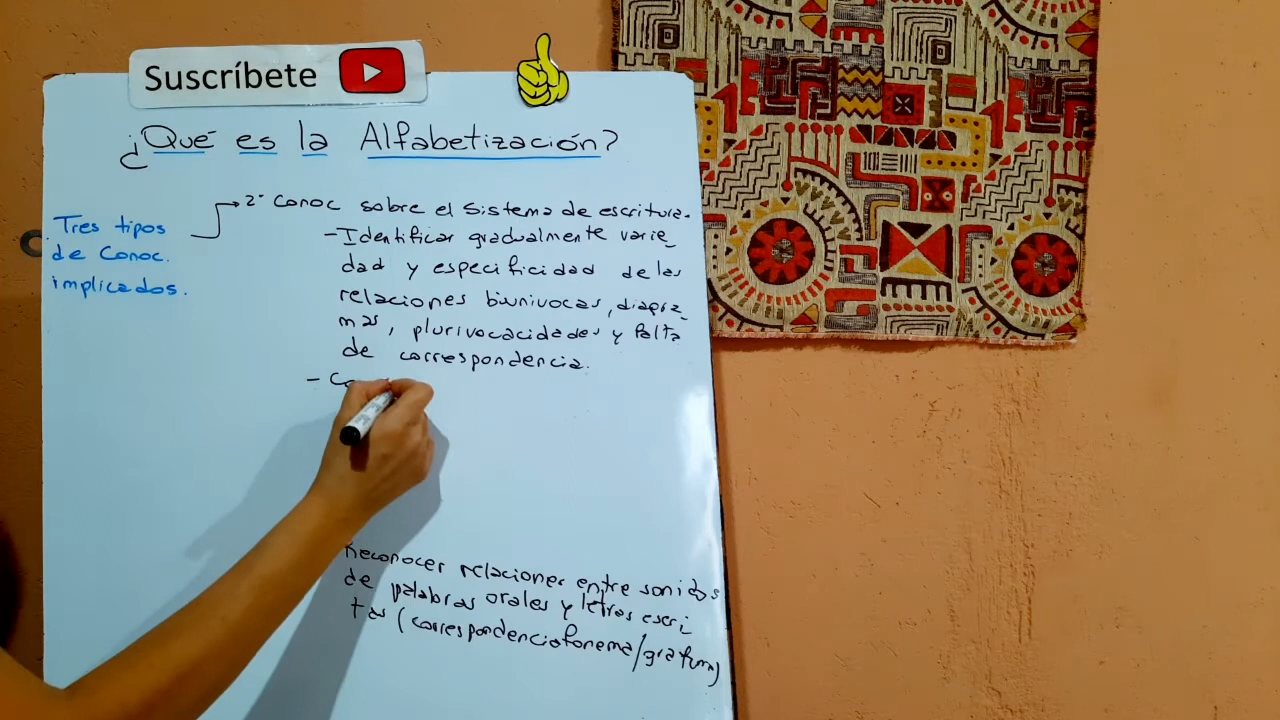 Suscríbete
¿Qué es la Alfabetización?
Tres tipos
de Conoc.
implicados.
2° Conoc sobre el Sistema de escritura.
- Identificar gradualmente varie
dad y especificidad de las
relaciones biunivocas, diagra
mas, plurivocacidades y falta
de correspondencia.
- Co
Reconocer relaciones entre sonidos
de palabras orales y letras escri
tas (correspondencia fonema/grafema)